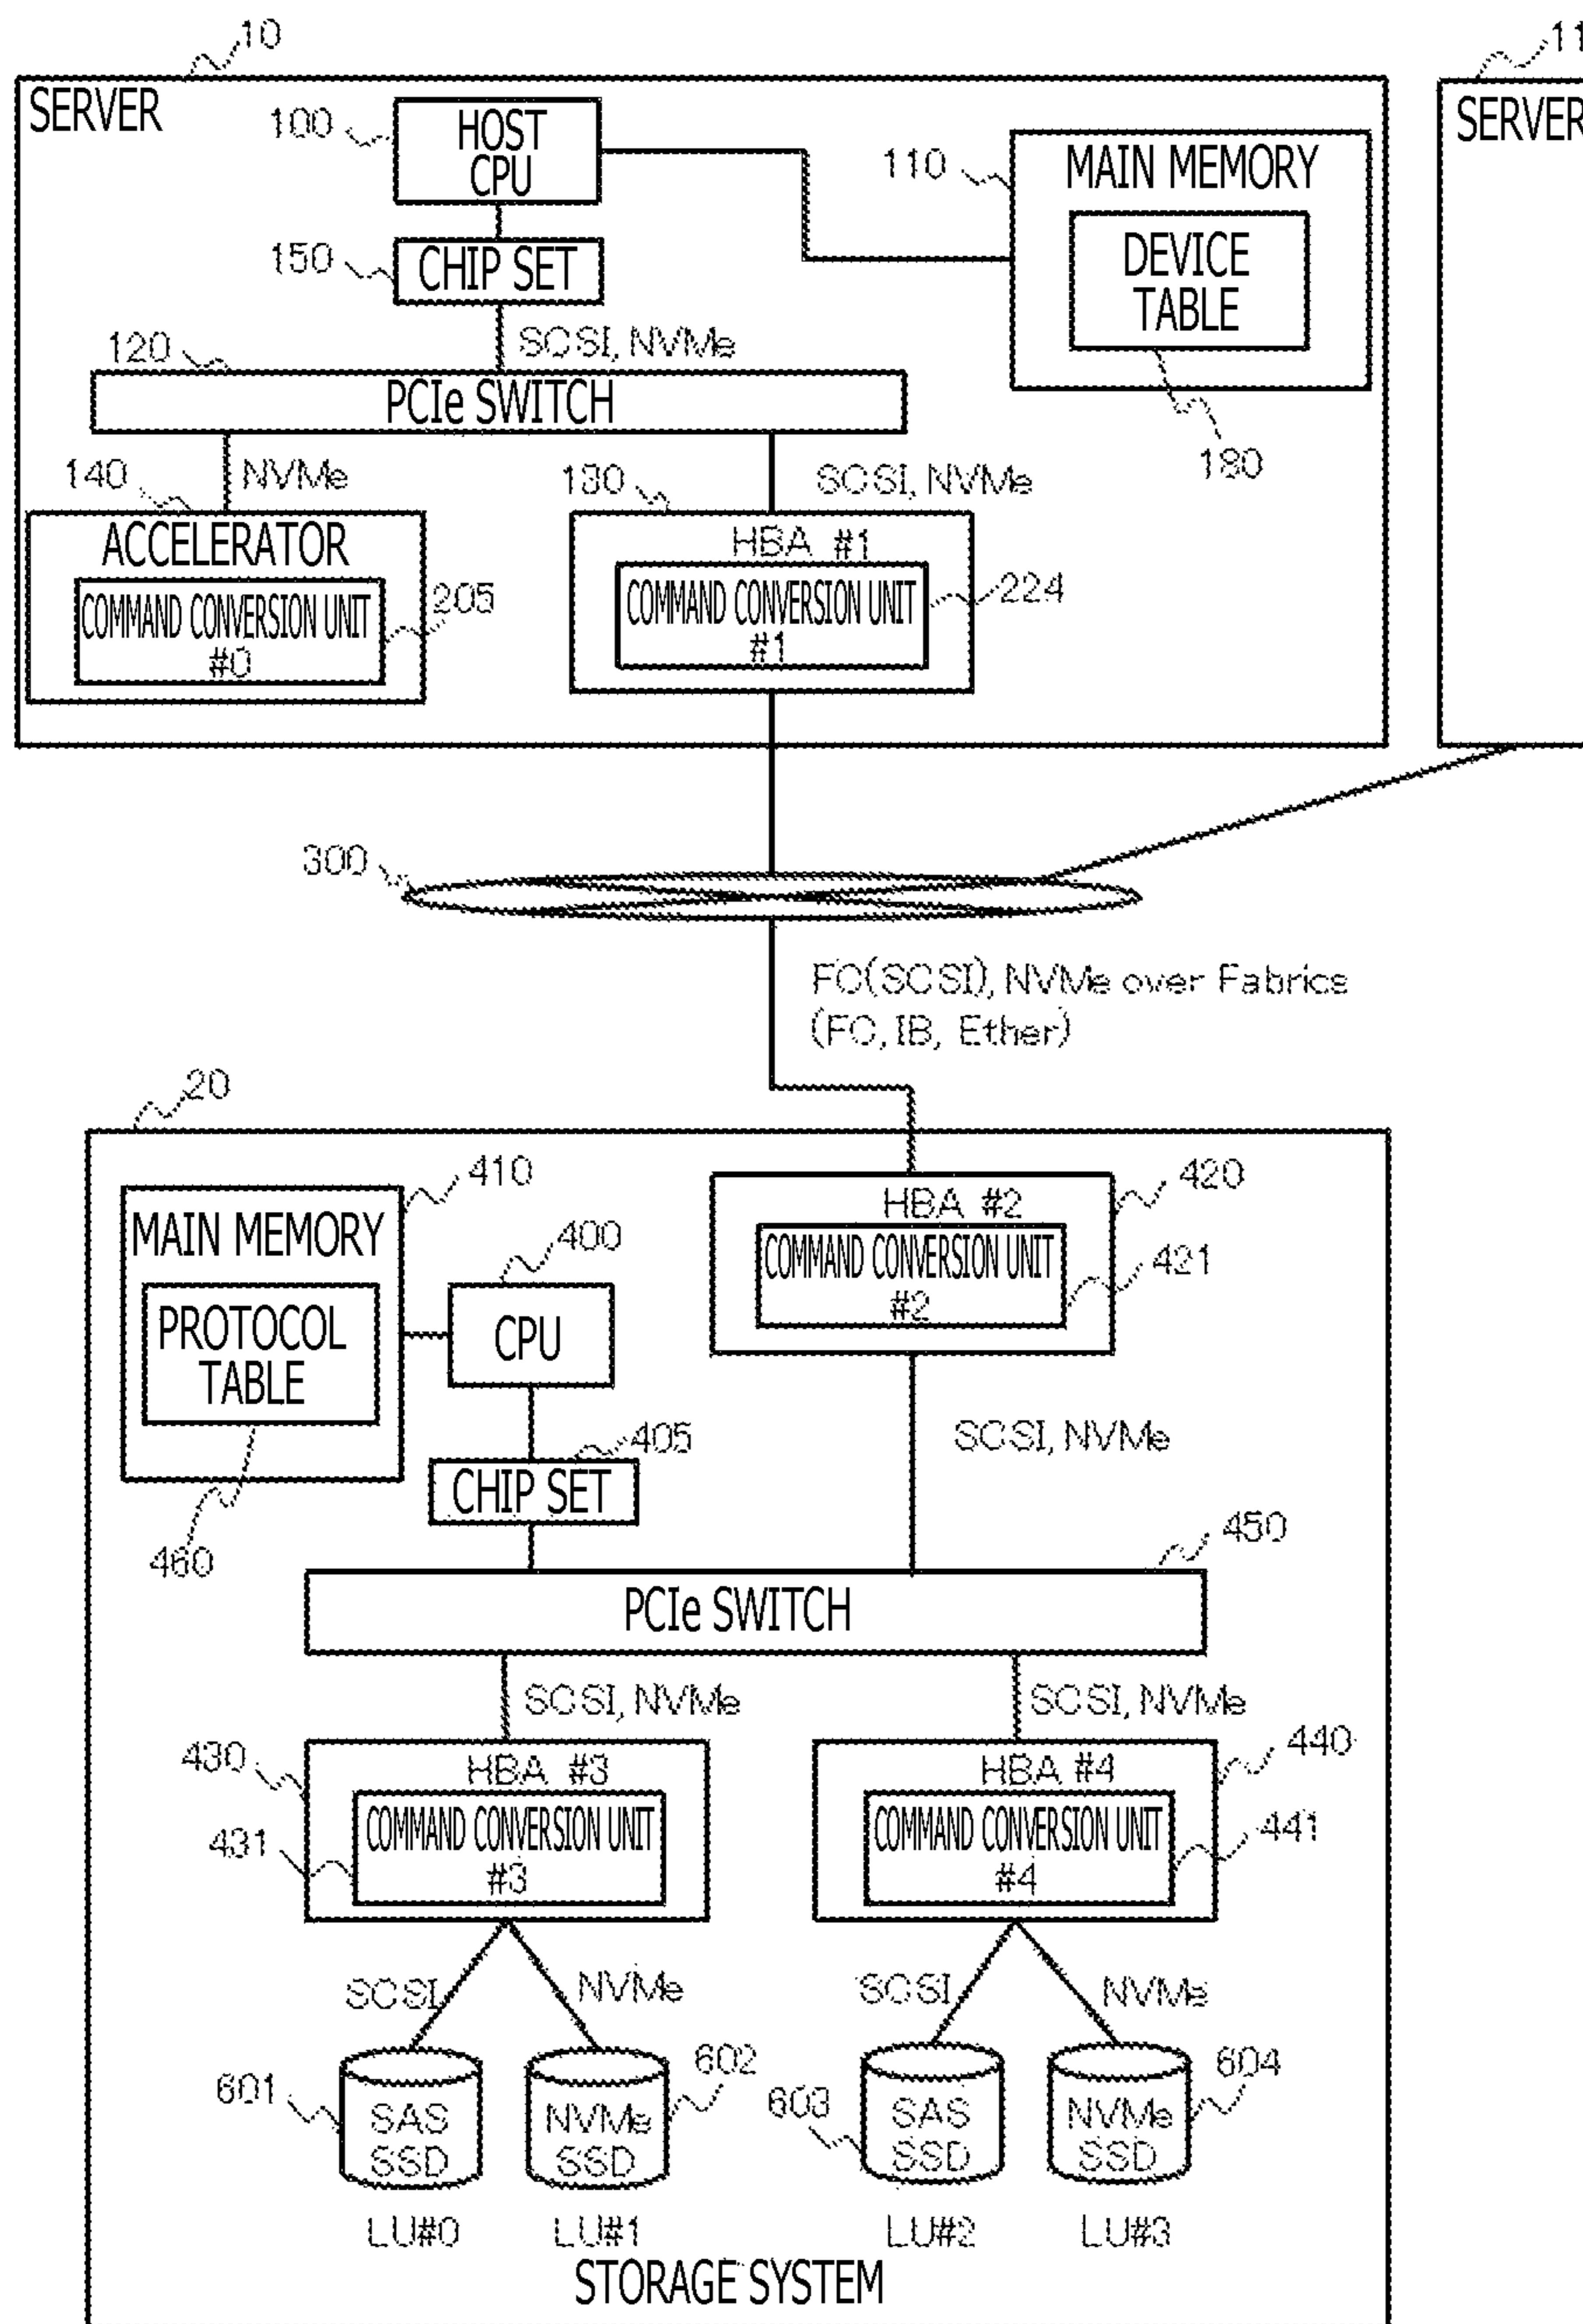 10
11
SERVER
SERVER
100
HOST
CPU
110
MAIN MEMORY
DEVICE
TABLE
150
CHIP SET
180
120
SCSI, NVMe
PCIe SWITCH
140
NVMe
130
SCSI, NVMe
ACCELERATOR
COMMAND CONVERSION UNIT
#0
205
HBA #1
COMMAND CONVERSION UNIT
#1
224
300
FC(SCSI), NVMe over Fabrics
(FC, IB, Ether)
20
410
MAIN MEMORY
PROTOCOL
TABLE
460
400
CPU
405
CHIP SET
420
HBA #2
COMMAND CONVERSION UNIT
#2
421
SCSI, NVMe
450
PCIe SWITCH
SCSI, NVMe
SCSI, NVMe
430
HBA #3
COMMAND CONVERSION UNIT
#3
431
440
HBA #4
COMMAND CONVERSION UNIT
#4
441
SCSI
NVMe
SCSI
NVMe
601
SAS
SSD
602
NVMe
SSD
603
SAS
SSD
604
NVMe
SSD
LU#0
LU#1
LU#2
LU#3
STORAGE SYSTEM